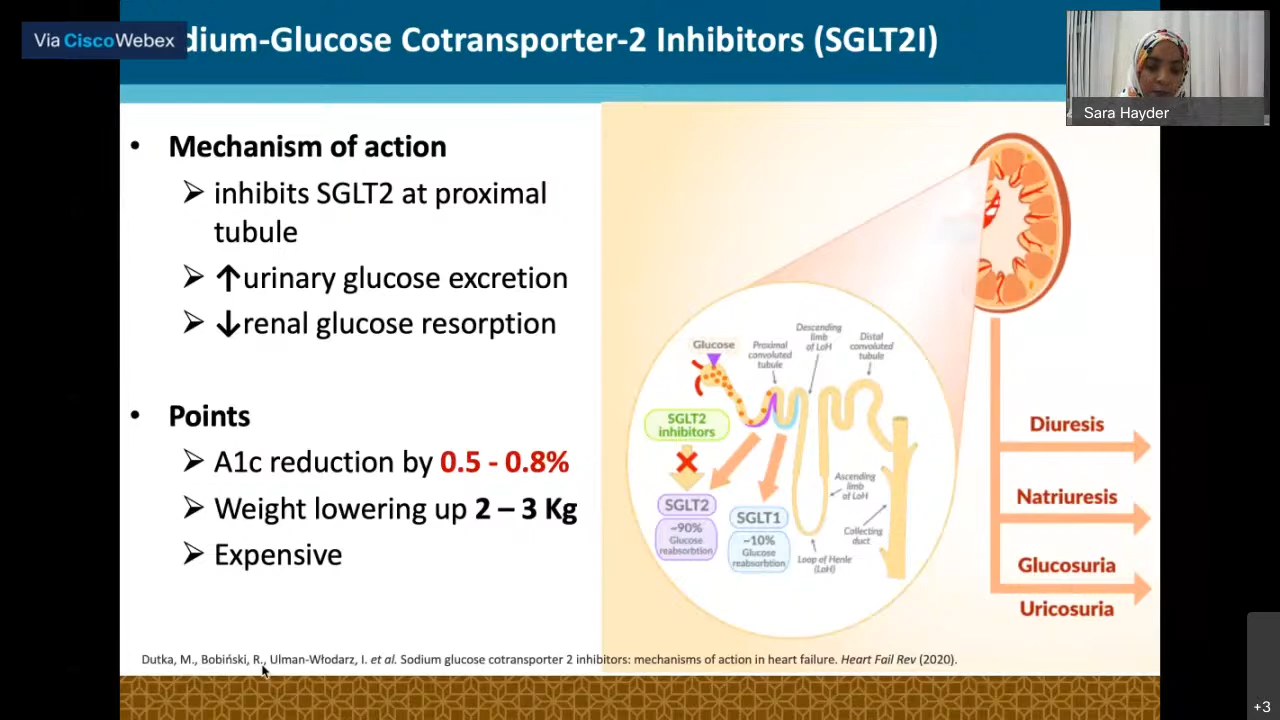 Via CiscoWebex
dium-Glucose Cotransporter-2 Inhibitors (SGLT2I)
Sara Hayder
• Mechanism of action
➢ inhibits SGLT2 at proximal
tubule
➢ ↑urinary glucose excretion
➢ ↓renal glucose resorption
• Points
➢ A1c reduction by 0.5 - 0.8%
➢ Weight lowering up 2 – 3 Kg
➢ Expensive
Glucose
Proximal
convoluted
tubule
Descending
limb
of LoH
Distal
convoluted
tubule
SGLT2
inhibitors
SGLT2
~90%
Glucose
reabsorbtion
SGLT1
~10%
Glucose
reabsorbtion
Ascending
limb
of LoH
Collecting
duct
Loop of Henle
(LoH)
Diuresis
Natriuresis
Glucosuria
Uricosuria
Dutka, M., Bobiński, R., Ulman-Włodarz, I. et al. Sodium glucose cotransporter 2 inhibitors: mechanisms of action in heart failure. Heart Fail Rev (2020).
+3